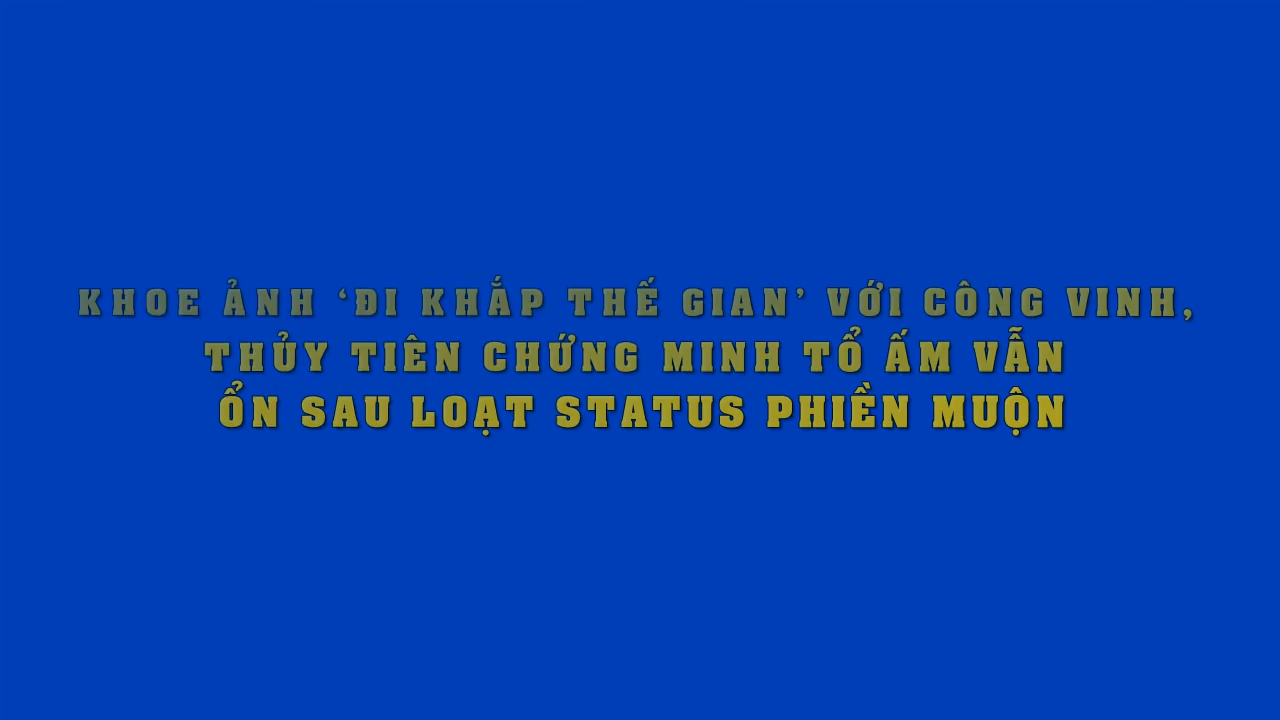 KHOE ẢNH ‘ĐI KHẮP THẾ GIAN’ VỚI CÔNG VINH,
THỦY TIÊN CHỨNG MINH TỔ ẤM VẪN
ỔN SAU LOẠT STATUS PHIỀN MUỘN